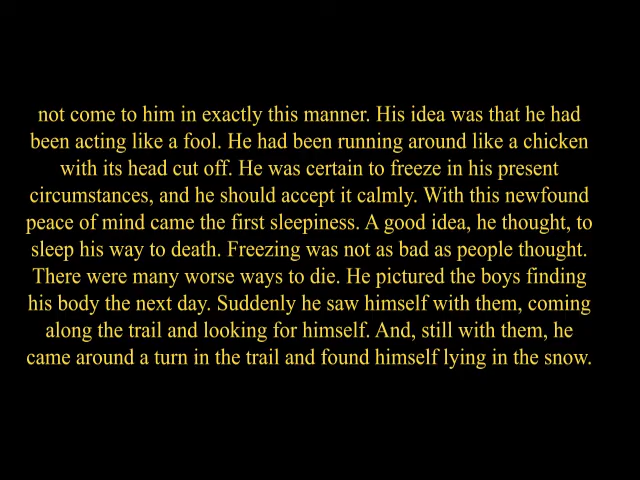 not come to him in exactly this manner. His idea was that he had
been acting like a fool. He had been running around like a chicken
with its head cut off. He was certain to freeze in his present
circumstances, and he should accept it calmly. With this newfound
peace of mind came the first sleepiness. A good idea, he thought, to
sleep his way to death. Freezing was not as bad as people thought.
There were many worse ways to die. He pictured the boys finding
his body the next day. Suddenly he saw himself with them, coming
along the trail and looking for himself. And, still with them, he
came around a turn in the trail and found himself lying in the snow.